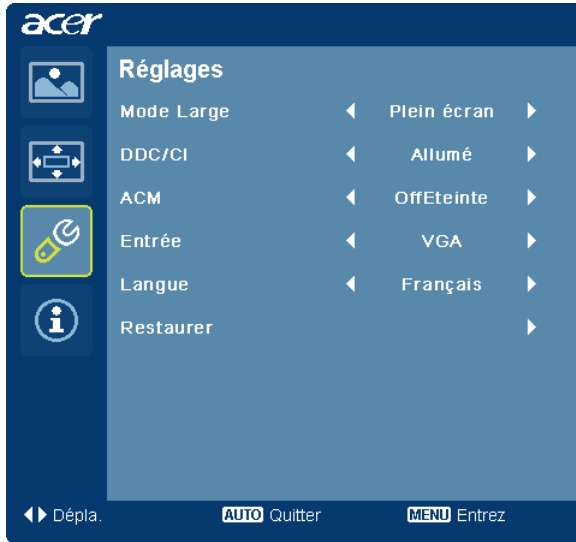 acer
Réglages
Mode Large Plein écran
DDC/CI Allumé
ACM OffEteinte
Entrée VGA
Langue Français
Restaurer
Dépla. AUTO Quitter MENU Entrez